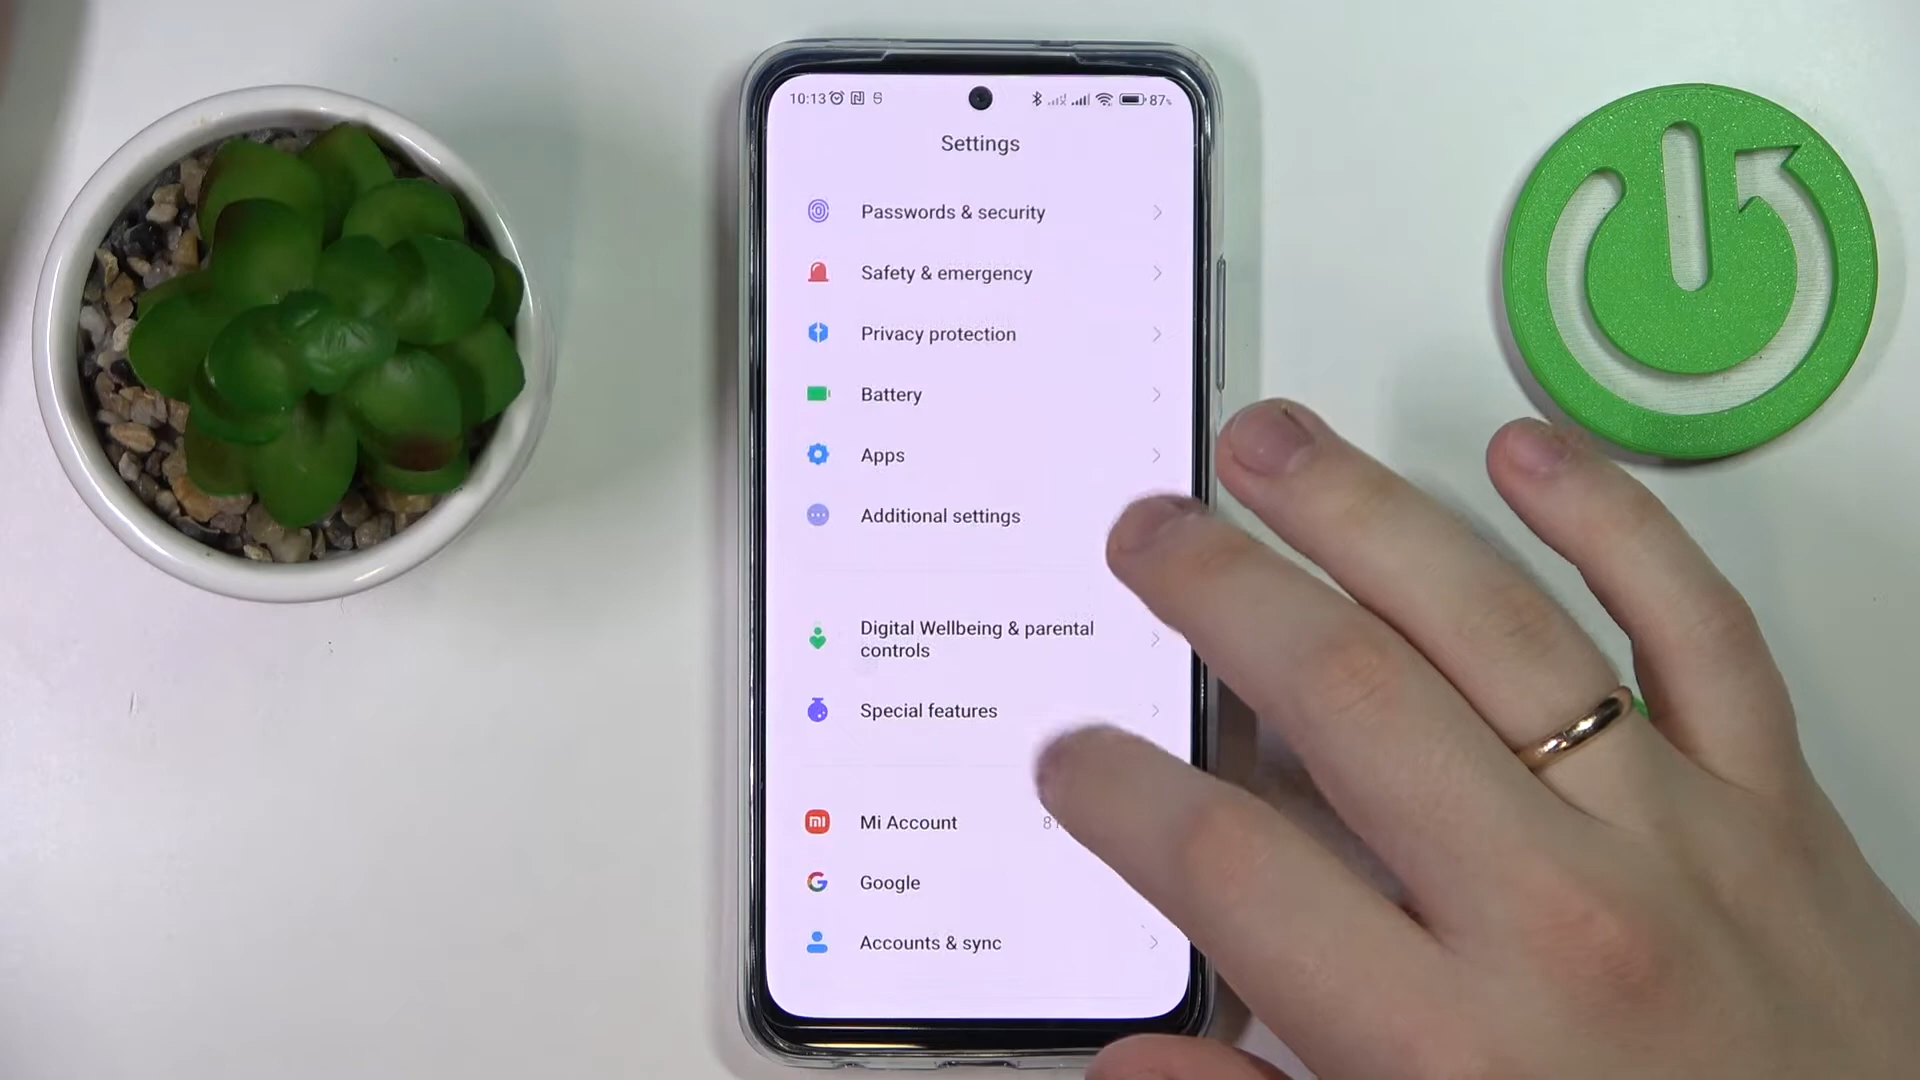 10:13 87%
Settings
Passwords & security
Safety & emergency
Privacy protection
Battery
Apps
Additional settings
Digital Wellbeing & parental
controls
Special features
mi Mi Account
Google
Accounts & sync